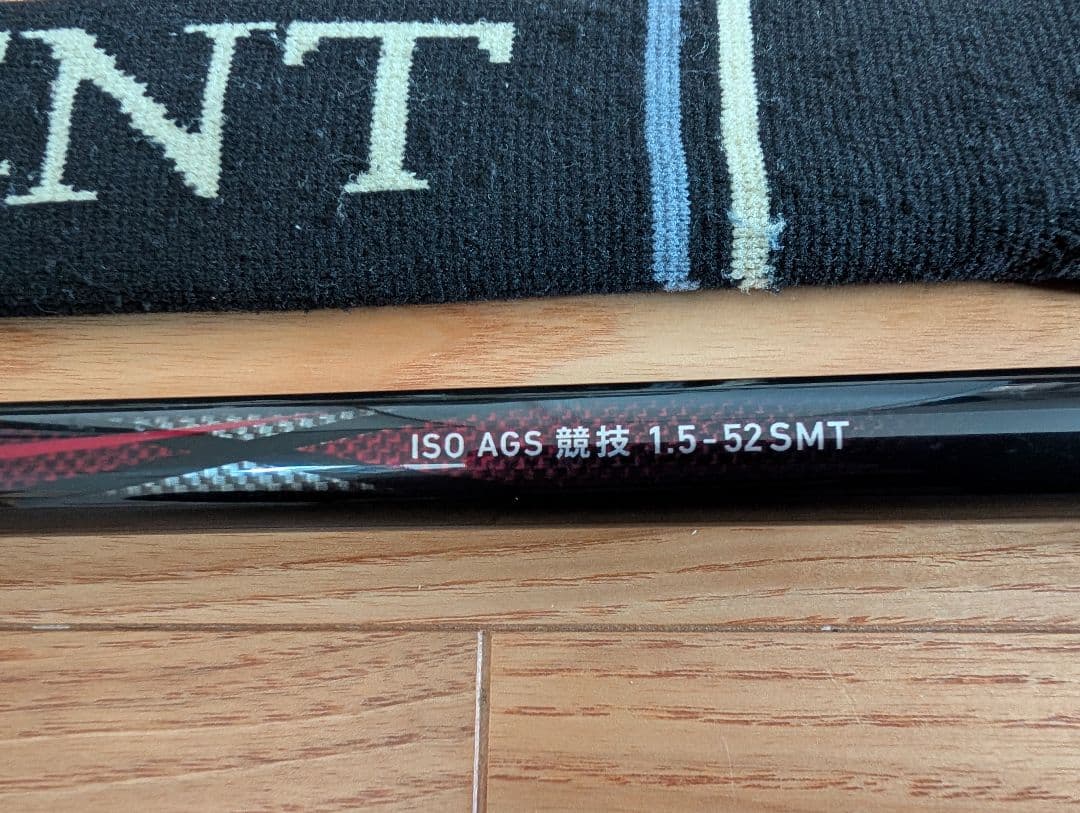 ENT
ISO AGS 競技 1.5-52SMT